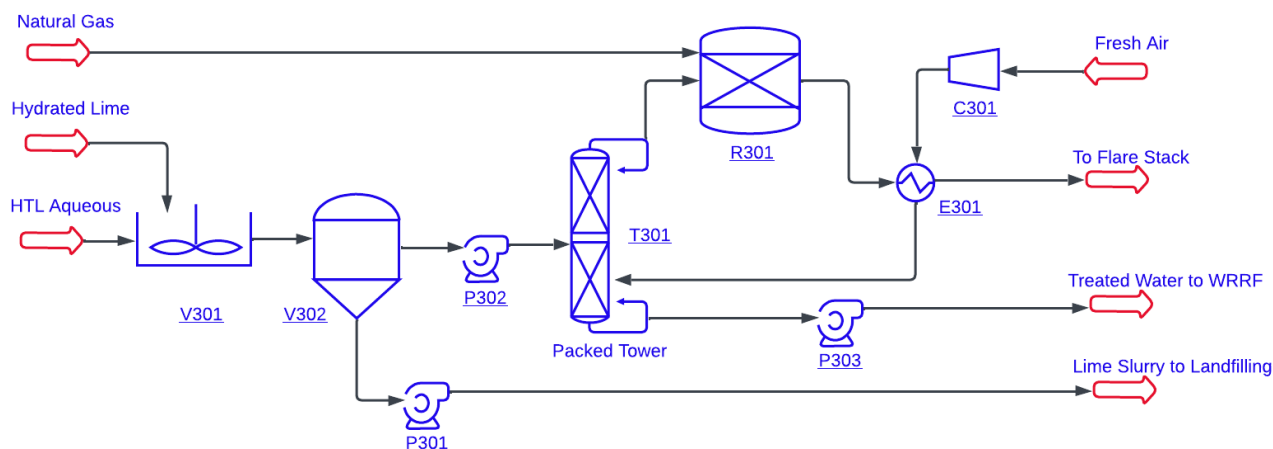 Natural Gas
Fresh Air
C301
Hydrated Lime
R301
To Flare Stack
HTL Aqueous
E301
T301
V301
V302
P302
Treated Water to WRRF
Packed Tower
P303
Lime Slurry to Landfilling
P301